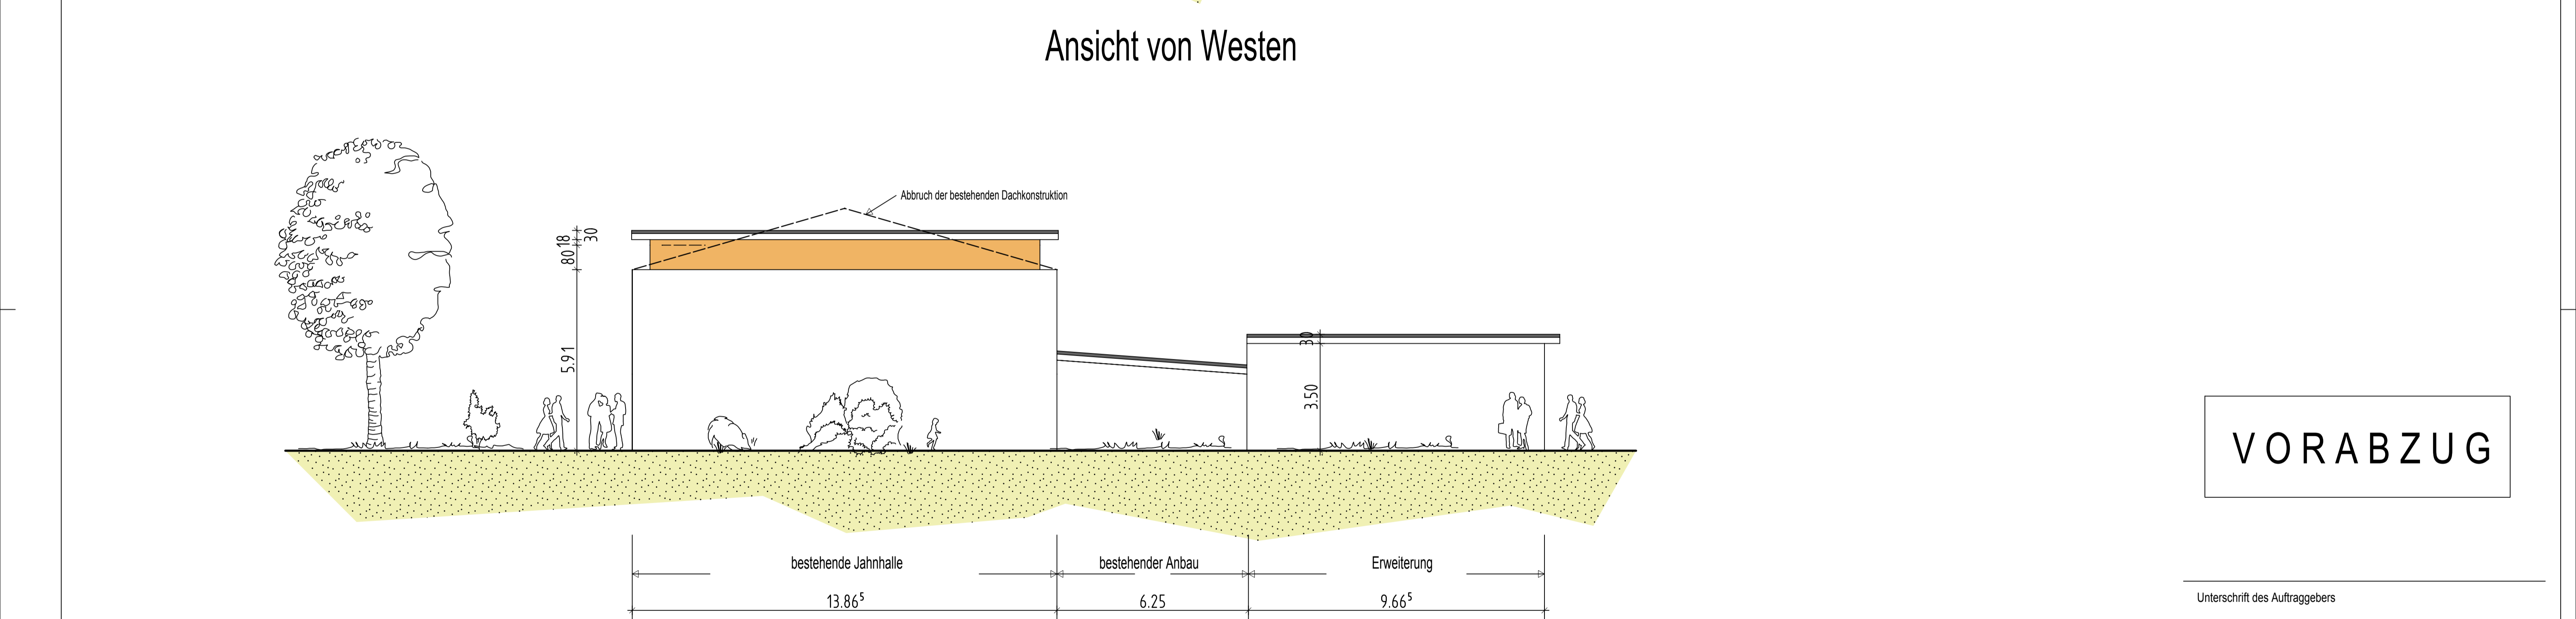 Ansicht von Westen
Abbruch der bestehenden Dachkonstruktion
30
18
80
5.91
30
3.50
VORABZUG
bestehende Jahnhalle
bestehender Anbau
Erweiterung
13.86⁵
6.25
9.66⁵
Unterschrift des Auftraggebers